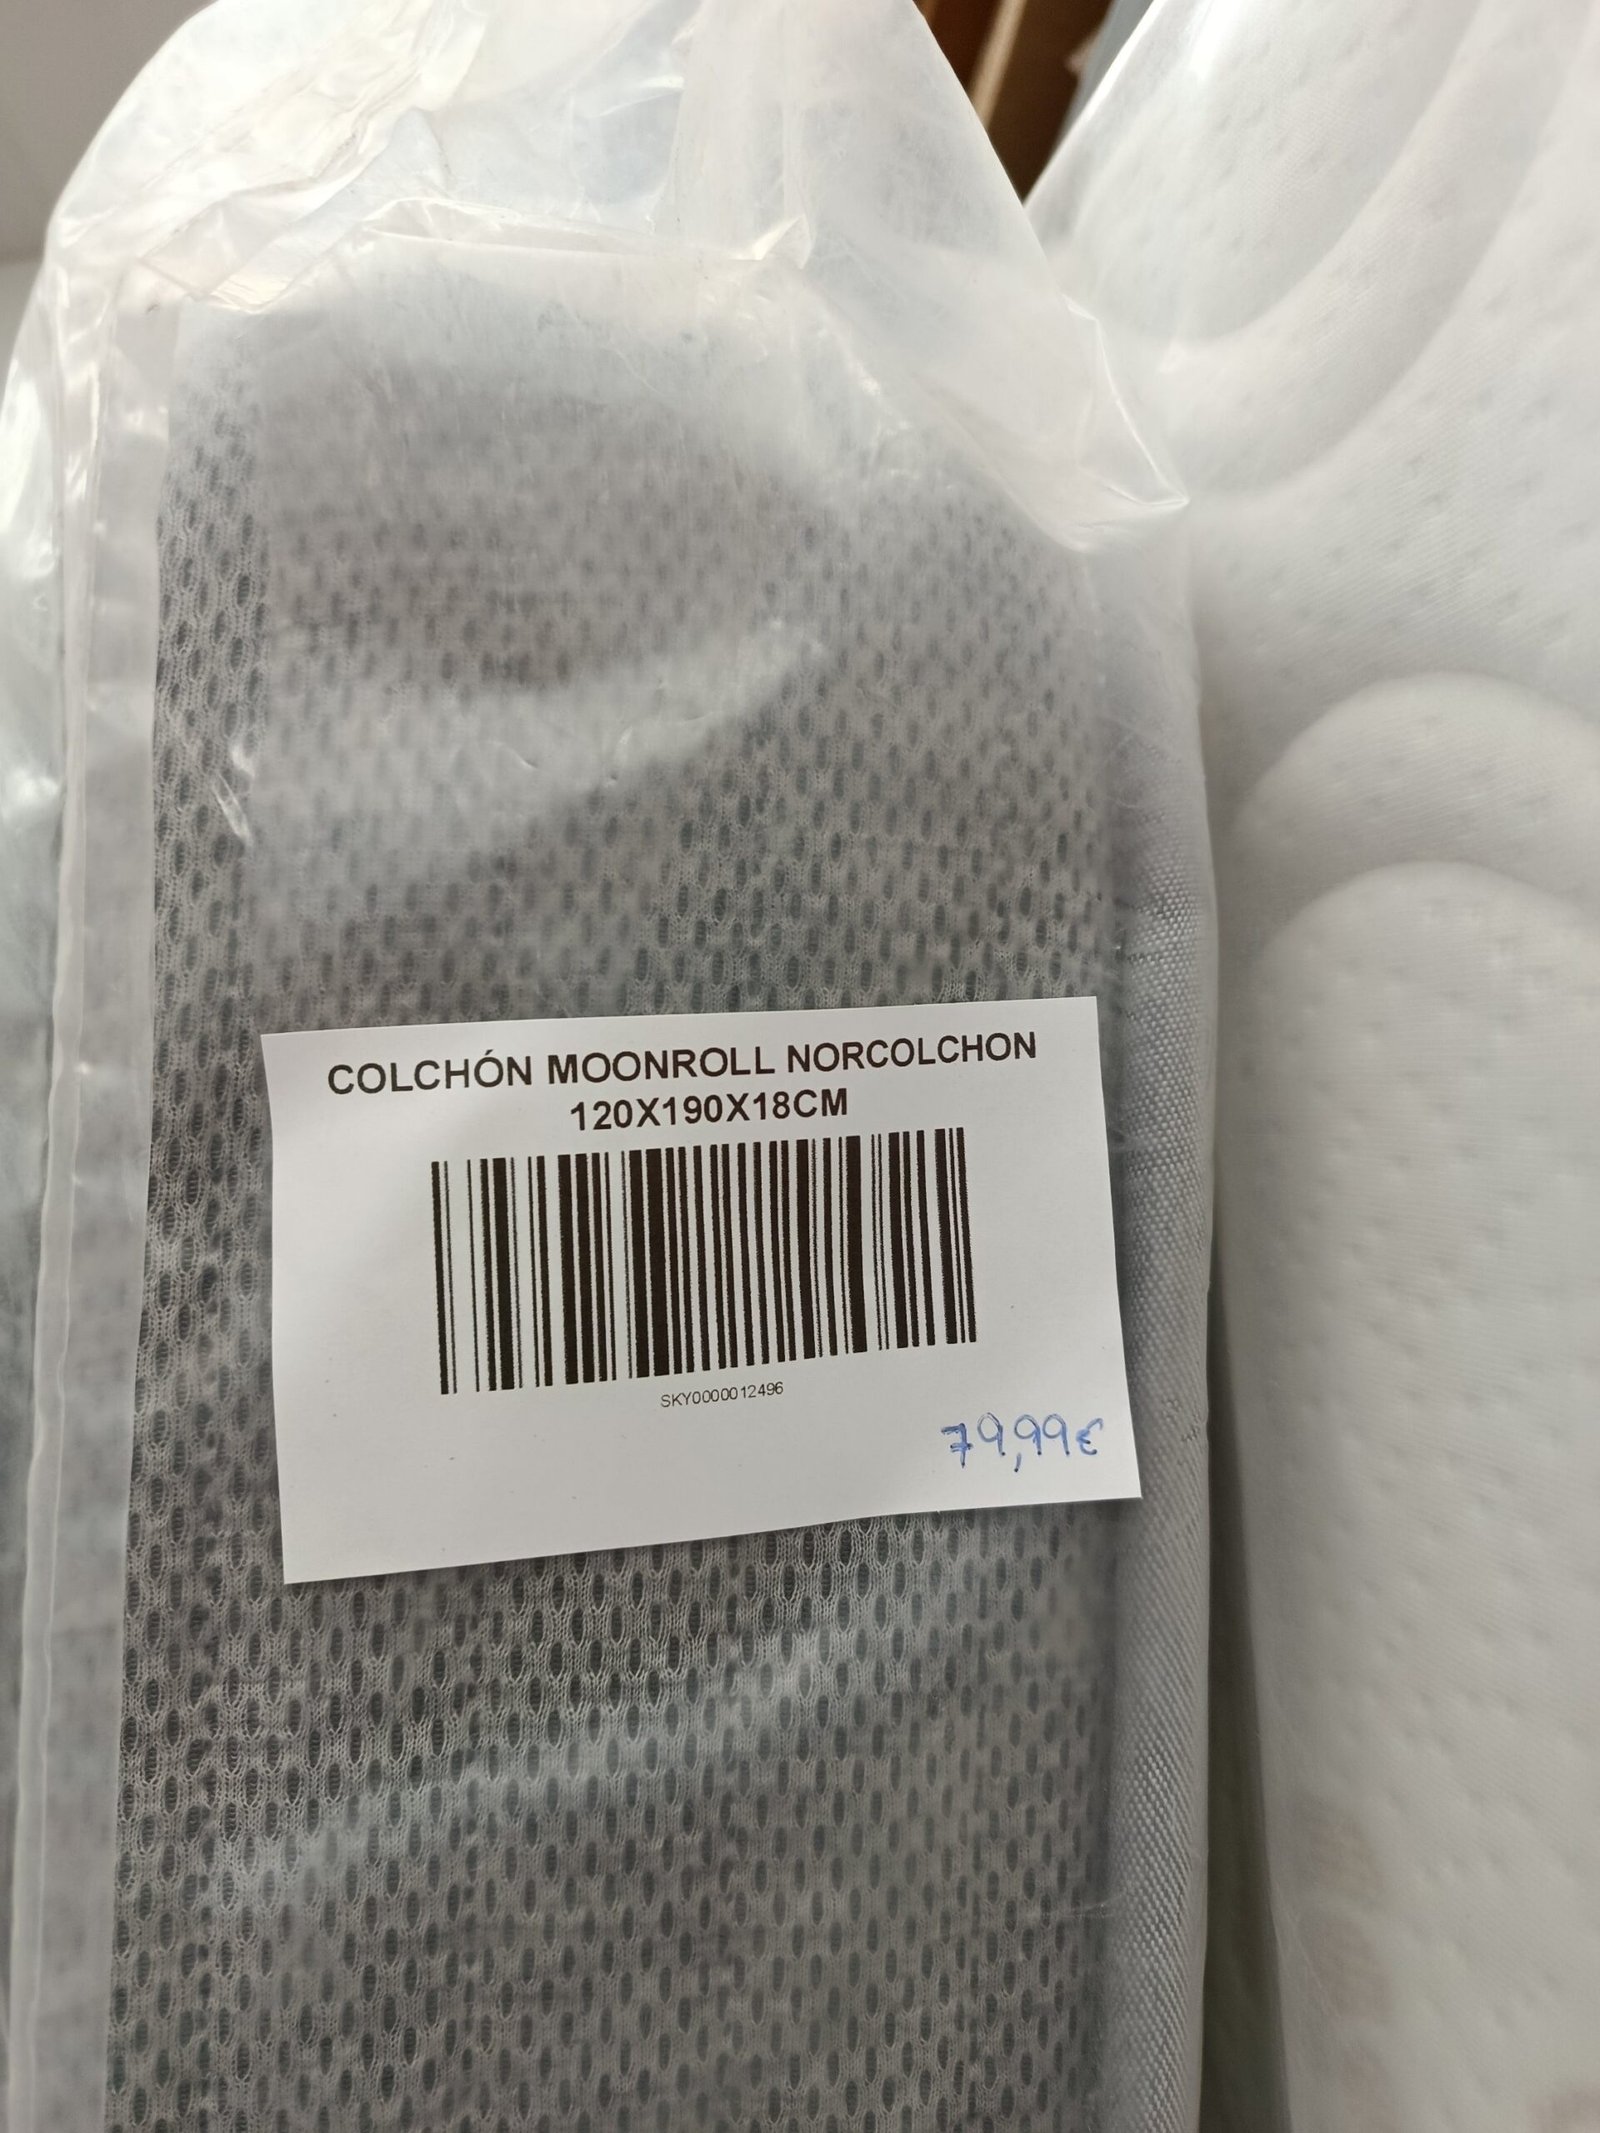 COLCHÓN MOONROLL NORCOLCHON
120X190X18CM
SKY0000012496
79,99€